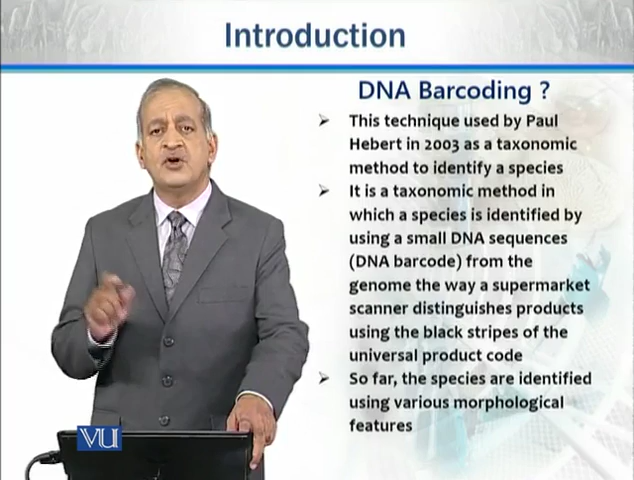 Introduction
DNA Barcoding ?
➤ This technique used by Paul
Hebert in 2003 as a taxonomic
method to identify a species
➤ It is a taxonomic method in
which a species is identified by
using a small DNA sequences
(DNA barcode) from the
genome the way a supermarket
scanner distinguishes products
using the black stripes of the
universal product code
➤ So far, the species are identified
using various morphological
features
VU